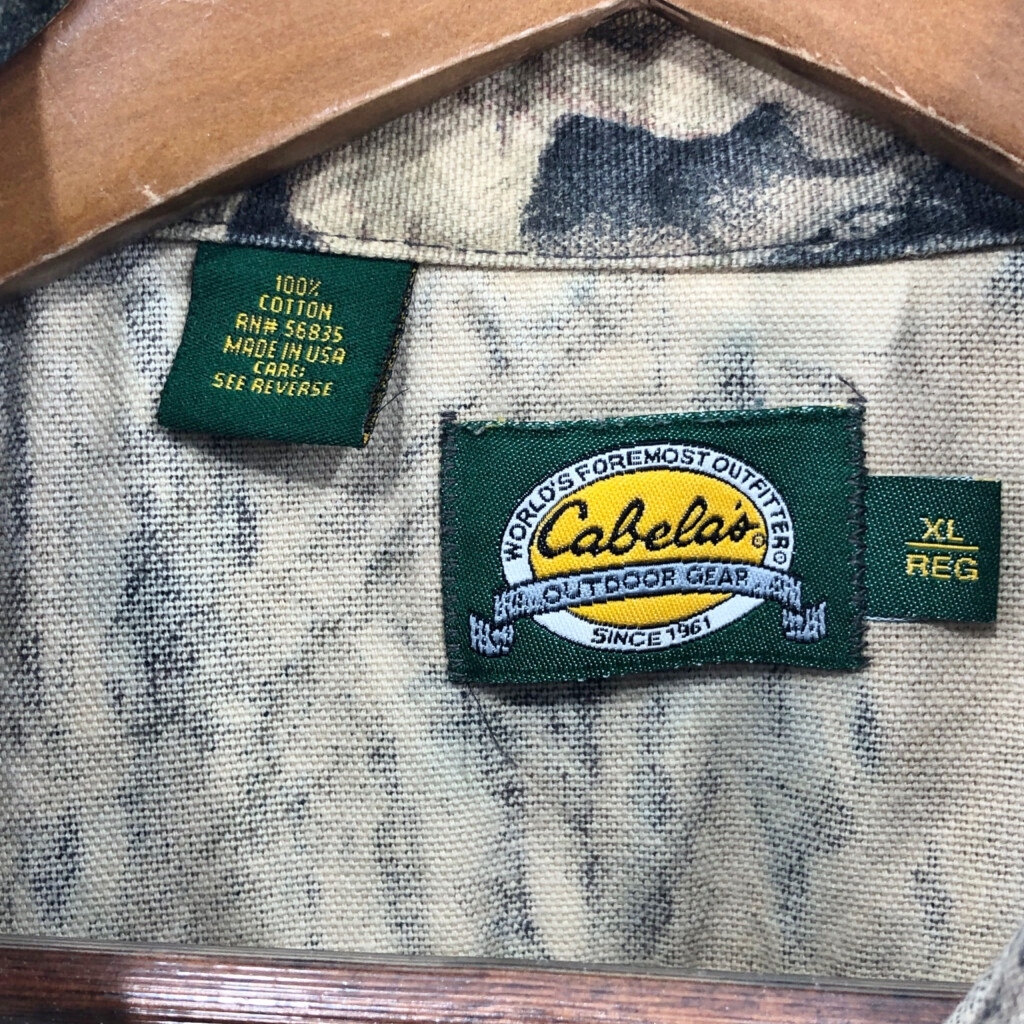 100%
COTTON
RN# 56835
MADE IN USA
CARE:
SEE REVERSE
WORLD'S FOREMOST OUTFITTER®
Cabela's®
OUTDOOR GEAR
SINCE 1961
XL
REG